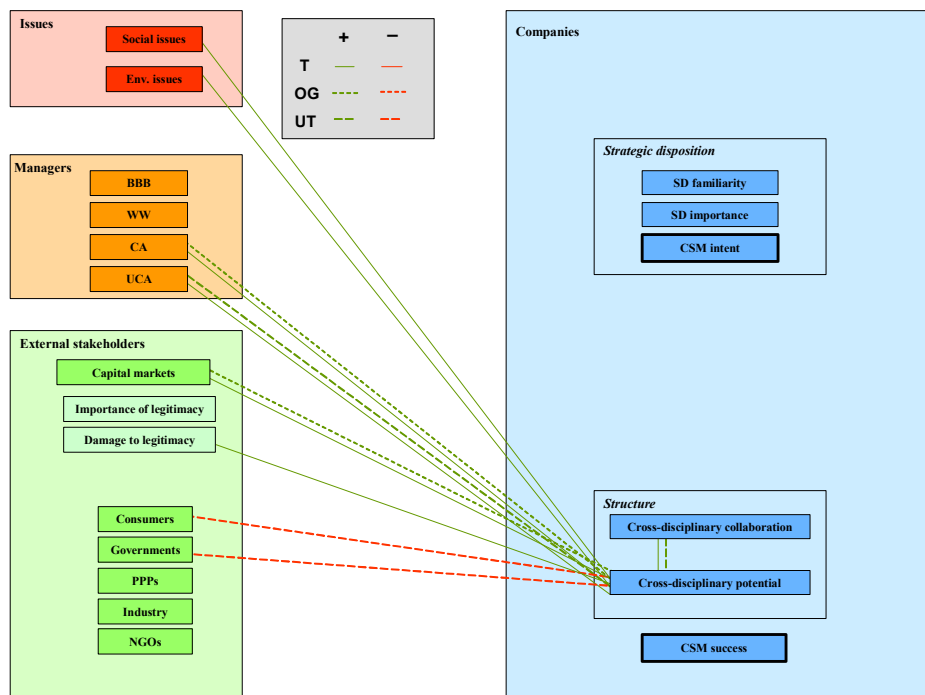 Issues
Social issues
Env. issues
+ −
T
OG
UT
Managers
BBB
WW
CA
UCA
External stakeholders
Capital markets
Importance of legitimacy
Damage to legitimacy
Consumers
Governments
PPPs
Industry
NGOs
Companies
Strategic disposition
SD familiarity
SD importance
CSM intent
Structure
Cross-disciplinary collaboration
Cross-disciplinary potential
CSM success